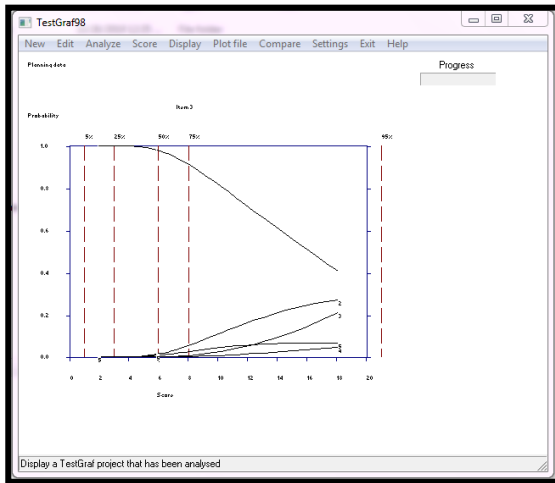 TestGraf98
New Edit Analyze Score Display Plot file Compare Settings Exit Help
Planning data
Progress
Item 3
Probability
5% 25% 50% 75% 95%
1.0
0.8
0.6
0.4
0.2
0.0
2
3
5
4
0 2 4 6 8 10 12 14 16 18 20
Score
Display a TestGraf project that has been analysed